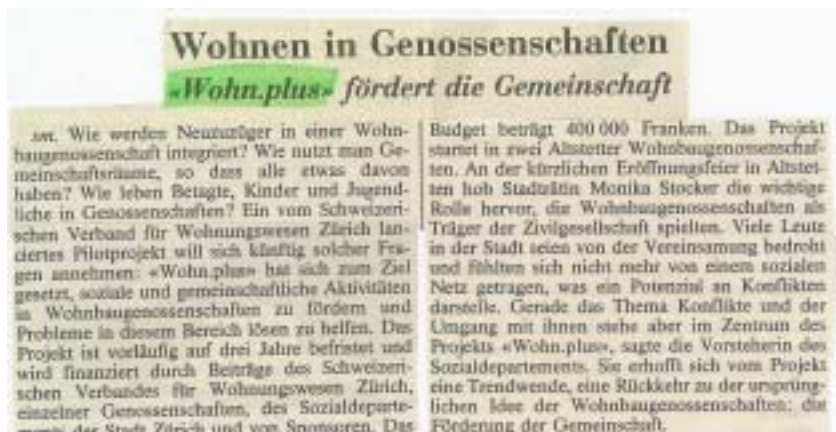 Wohnen in Genossenschaften
«Wohn.plus» fördert die Gemeinschaft
sm. Wie werden Neuzuzüger in einer Wohn-
baugenossenschaft integriert? Wie nutzt man Ge-
meinschaftsräume, so dass alle etwas davon
haben? Wie leben Betagte, Kinder und Jugend-
liche in Genossenschaften? Ein vom Schweizeri-
schen Verband für Wohnungswesen Zürich lan-
ciertes Pilotprojekt will sich künftig solcher Fra-
gen annehmen: «Wohn.plus» hat sich zum Ziel
gesetzt, soziale und gemeinschaftliche Aktivitäten
in Wohnbaugenossenschaften zu fördern und
Probleme in diesem Bereich lösen zu helfen. Das
Projekt ist vorläufig auf drei Jahre befristet und
wird finanziert durch Beiträge des Schweizeri-
schen Verbandes für Wohnungswesen Zürich,
einzelner Genossenschaften, des Sozialdeparte-
ments der Stadt Zürich und von Sponsoren. Das
Budget beträgt 400 000 Franken. Das Projekt
startet in zwei Altstetter Wohnbaugenossenschaf-
ten. An der kürzlichen Eröffnungsfeier in Altstet-
ten hob Stadträtin Monika Stocker die wichtige
Rolle hervor, die Wohnbaugenossenschaften als
Träger der Zivilgesellschaft spielten. Viele Leute
in der Stadt seien von der Vereinsamung bedroht
und fühlten sich nicht mehr von einem sozialen
Netz getragen, was ein Potenzial an Konflikten
darstelle. Gerade das Thema Konflikte und der
Umgang mit ihnen stehe aber im Zentrum des
Projekts «Wohn.plus», sagte die Vorsteherin des
Sozialdepartements. Sie erhofft sich vom Projekt
eine Trendwende, eine Rückkehr zu der ursprüng-
lichen Idee der Wohnbaugenossenschaften: die
Förderung der Gemeinschaft.